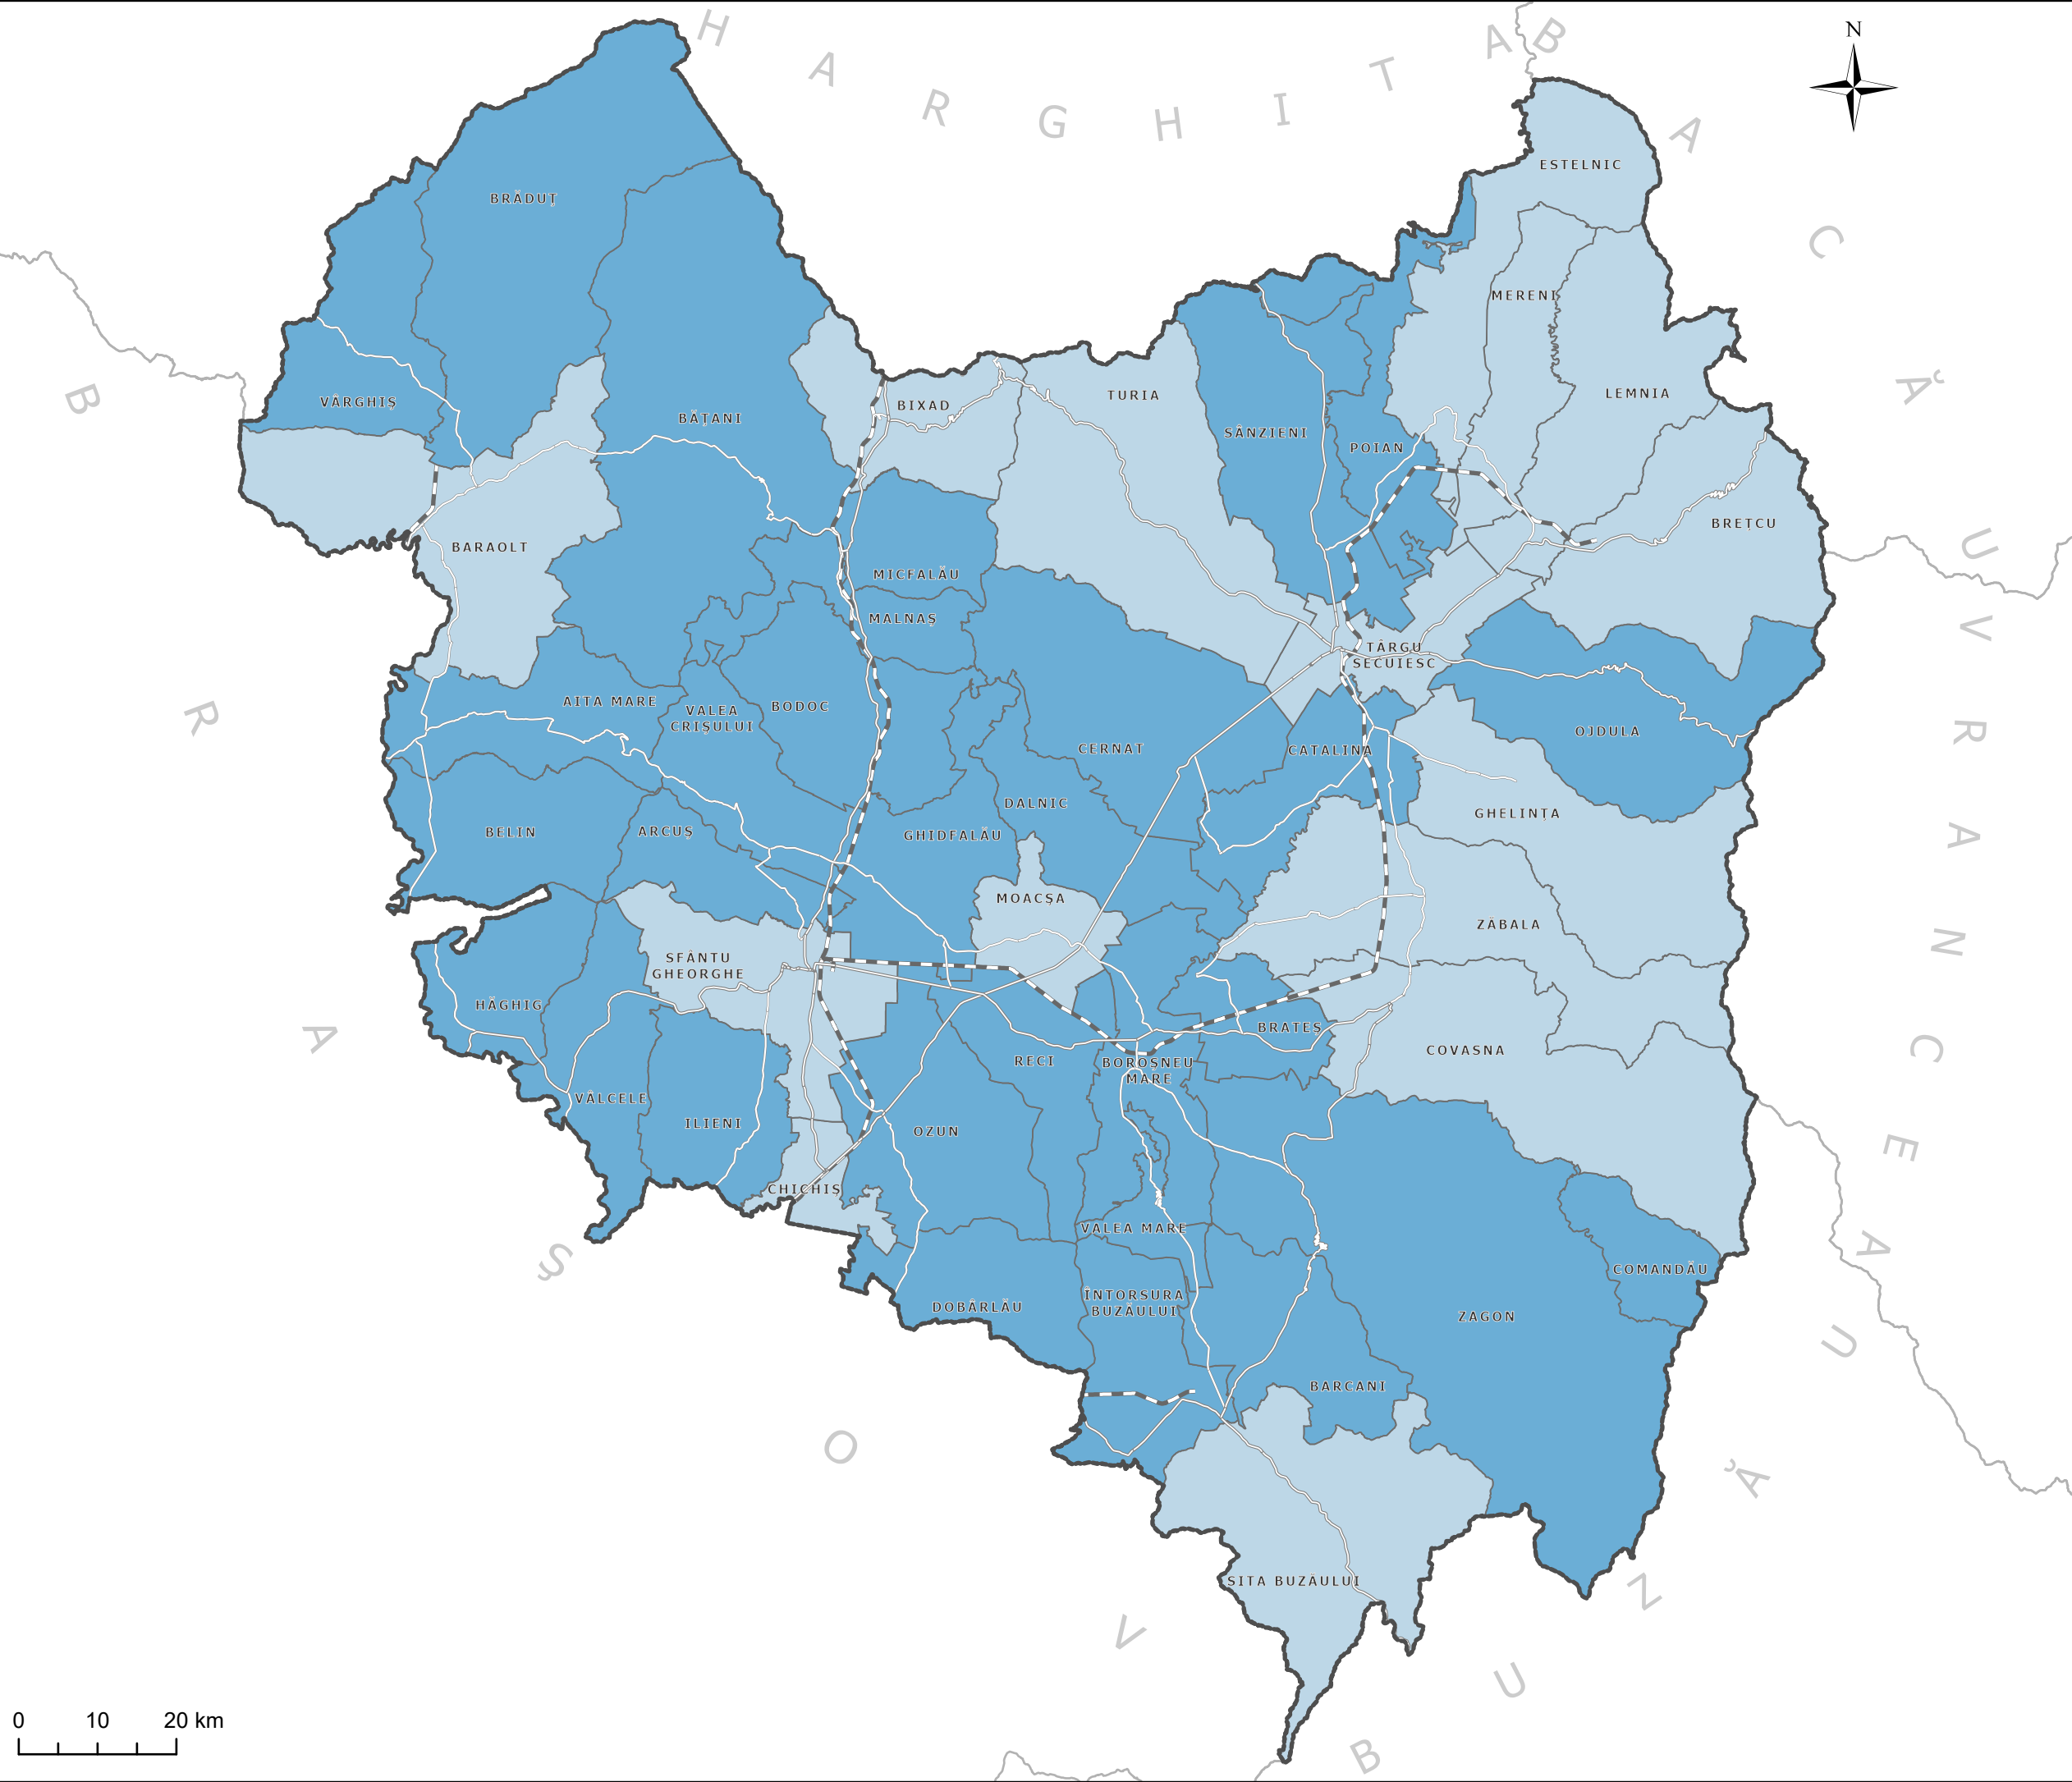 HARGHITA
BACĂU
N
ESTELNIC
BRĂDUȚ
MERENI
LEMNIA
VÂRGHIȘ
BIXAD
TURIA
BĂȚANI
SÂNZIENI
POIAN
BRETCU
BARAOLT
MICFALĂU
MALNAȘ
TÂRGU
SECUIESC
AITA MARE
VALEA
CRIȘULUI
BODOC
OJDULA
CERNAT
CATALINA
DALNIC
GHELINȚA
BELIN
ARCUȘ
GHIDFALĂU
MOACȘA
ZĂBALA
SFÂNTU
GHEORGHE
HĂGHIG
BRATEȘ
COVASNA
RECI
BOROȘNEU
MARE
VÂLCELE
ILIENI
OZUN
CHICHIȘ
VALEA MARE
COMANDĂU
ÎNTORSURA
BUZĂULUI
DOBÂRLĂU
ZAGON
BARCANI
SITA BUZĂULUI
VRANCEA
BRAȘOV
BUZĂU
0 10 20 km